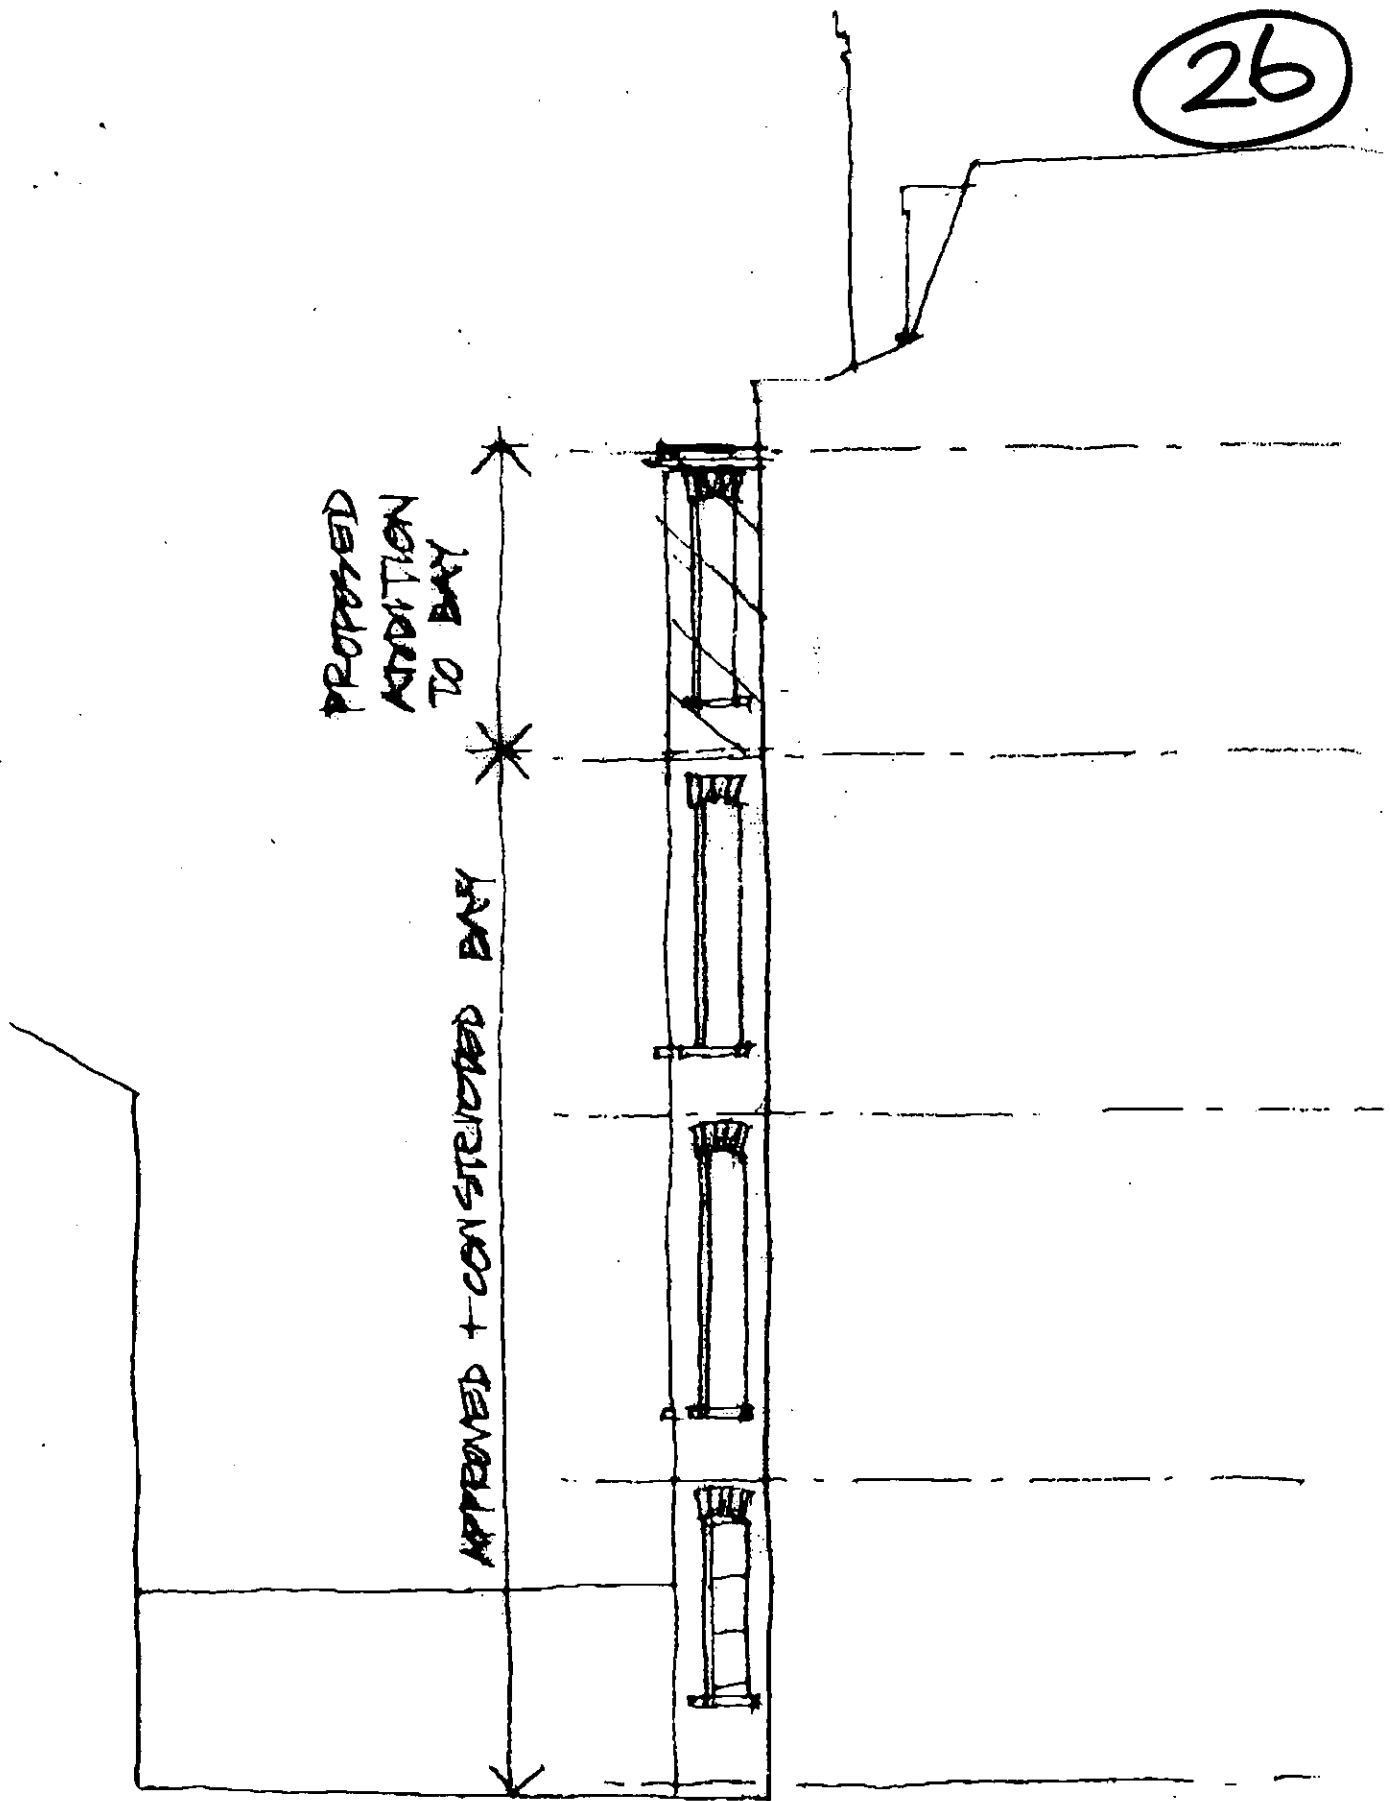 26
PROPOSED
ADDITION
TO BAY
APPROVED + CONSTRUCTED BAY